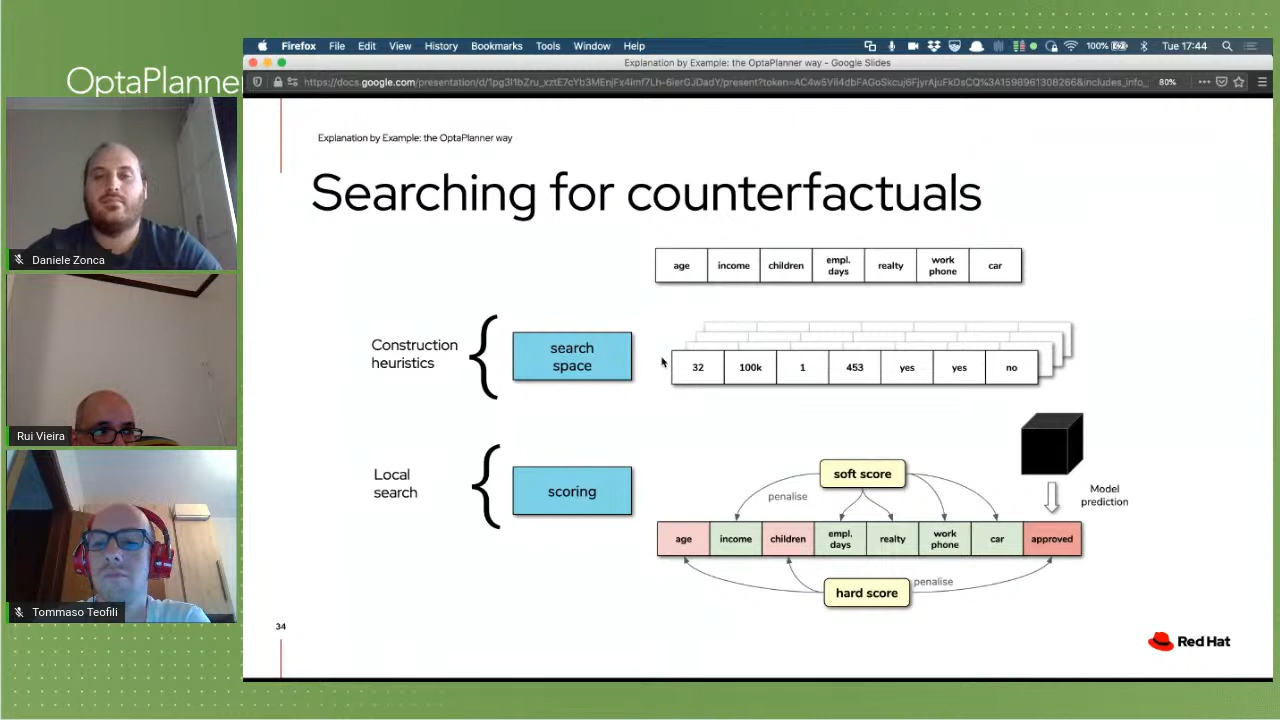 OptaPlanner
Firefox File Edit View History Bookmarks Tools Window Help
100% Tue 17:44
Explanation by Example: the OptaPlanner way - Google Slides
80%
Explanation by Example: the OptaPlanner way
Searching for counterfactuals
age income children empl. days realty work phone car
Construction heuristics
search space
32 100k 1 453 yes yes no
Local search
scoring
soft score
penalise
Model prediction
age income children empl. days realty work phone car approved
hard score
penalise
34
Red Hat
Daniele Zonca
Rui Vieira
Tommaso Teofili